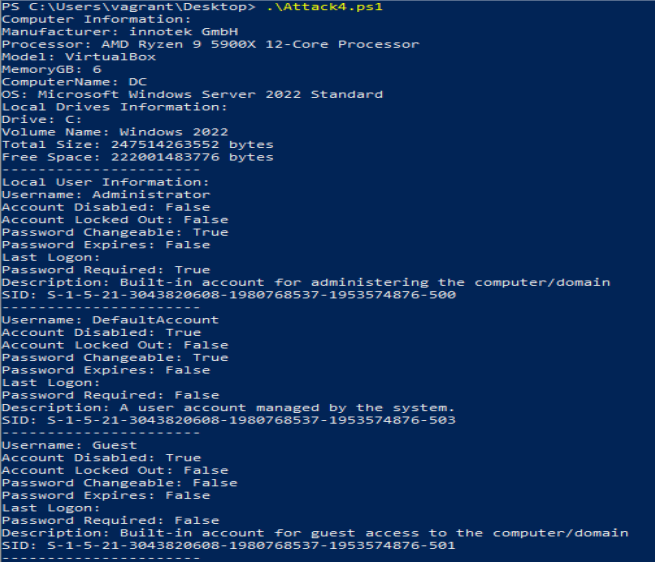 PS C:\Users\vagrant\Desktop> .\Attack4.ps1
Computer Information:
Manufacturer: innotek GmbH
Processor: AMD Ryzen 9 5900X 12-Core Processor
Model: VirtualBox
MemoryGB: 6
ComputerName: DC
OS: Microsoft Windows Server 2022 Standard
Local Drives Information:
Drive: C:
Volume Name: Windows 2022
Total Size: 247514263552 bytes
Free Space: 222001483776 bytes
----------------------
Local User Information:
Username: Administrator
Account Disabled: False
Account Locked Out: False
Password Changeable: True
Password Expires: False
Last Logon:
Password Required: True
Description: Built-in account for administering the computer/domain
SID: S-1-5-21-3043820608-1980768537-1953574876-500
----------------------
Username: DefaultAccount
Account Disabled: True
Account Locked Out: False
Password Changeable: True
Password Expires: False
Last Logon:
Password Required: False
Description: A user account managed by the system.
SID: S-1-5-21-3043820608-1980768537-1953574876-503
----------------------
Username: Guest
Account Disabled: True
Account Locked Out: False
Password Changeable: False
Password Expires: False
Last Logon:
Password Required: False
Description: Built-in account for guest access to the computer/domain
SID: S-1-5-21-3043820608-1980768537-1953574876-501
----------------------